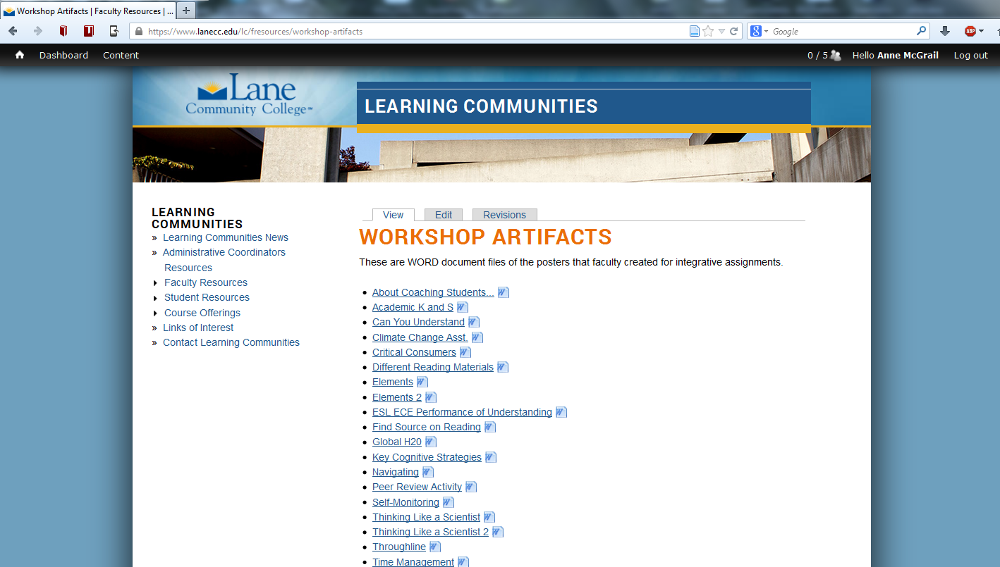 Workshop Artifacts | Faculty Resources | ...
https://www.lanecc.edu/lc/fresources/workshop-artifacts
Google
ABP
Dashboard Content 0 / 5 Hello Anne McGrail Log out
Lane
Community College™
LEARNING COMMUNITIES
LEARNING
COMMUNITIES
» Learning Communities News
» Administrative Coordinators
Resources
Faculty Resources
Student Resources
Course Offerings
» Links of Interest
» Contact Learning Communities
View Edit Revisions
WORKSHOP ARTIFACTS
These are WORD document files of the posters that faculty created for integrative assignments.
• About Coaching Students...
• Academic K and S
• Can You Understand
• Climate Change Asst.
• Critical Consumers
• Different Reading Materials
• Elements
• Elements 2
• ESL ECE Performance of Understanding
• Find Source on Reading
• Global H20
• Key Cognitive Strategies
• Navigating
• Peer Review Activity
• Self-Monitoring
• Thinking Like a Scientist
• Thinking Like a Scientist 2
• Throughline
• Time Management